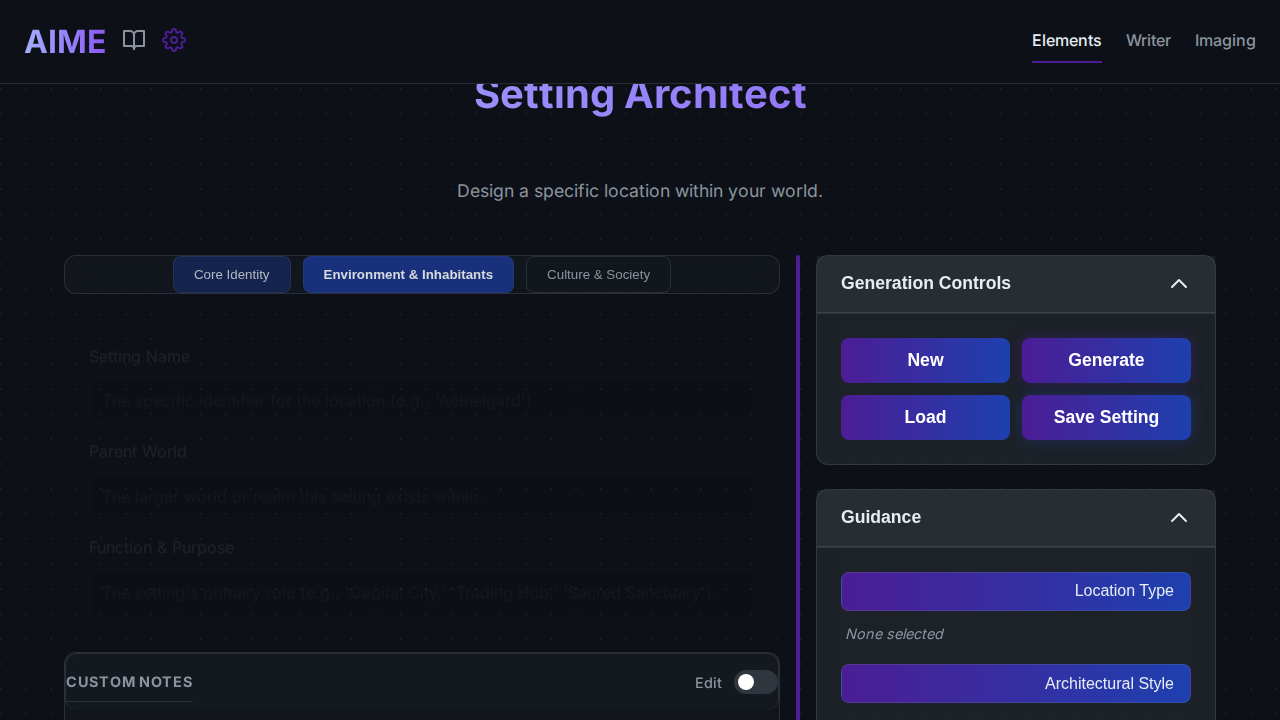 AIME
Elements
Writer
Imaging
Setting Architect
Design a specific location within your world.
Core Identity
Environment & Inhabitants
Culture & Society
Setting Name
The specific identifier for the location (e.g., 'Aethelgard').
Parent World
The larger world or realm this setting exists within.
Function & Purpose
The setting's primary role (e.g., 'Capital City,' 'Trading Hub,' 'Sacred Sanctuary').
CUSTOM NOTES
Edit
Generation Controls
New
Generate
Load
Save Setting
Guidance
Location Type
None selected
Architectural Style